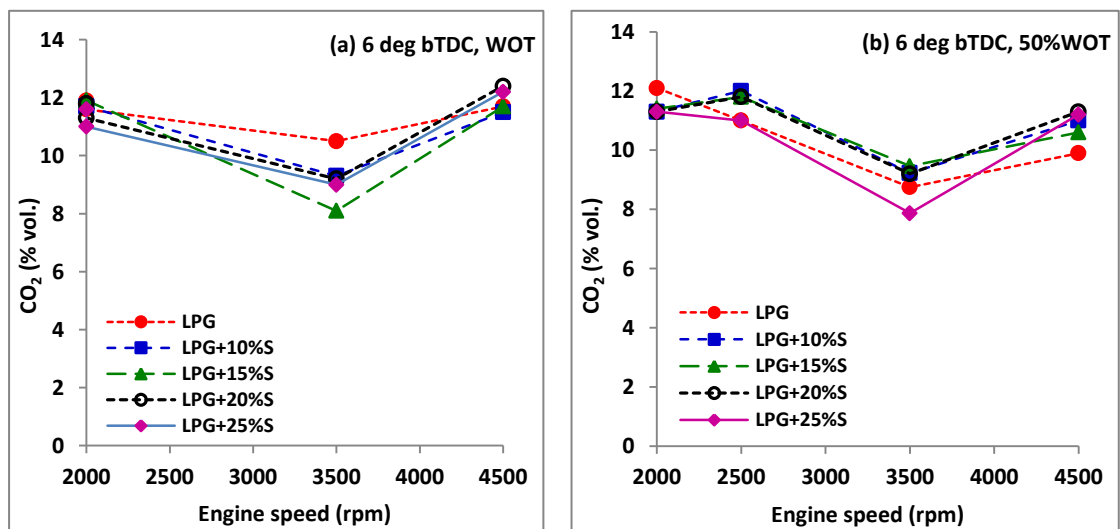 (a) 6 deg bTDC, WOT
CO2 (% vol.)
14
12
10
8
6
4
2
0
LPG
LPG+10%S
LPG+15%S
LPG+20%S
LPG+25%S
2000 2500 3000 3500 4000 4500
Engine speed (rpm)
(b) 6 deg bTDC, 50%WOT
CO2 (% vol.)
14
12
10
8
6
4
2
0
LPG
LPG+10%S
LPG+15%S
LPG+20%S
LPG+25%S
2000 2500 3000 3500 4000 4500
Engine speed (rpm)